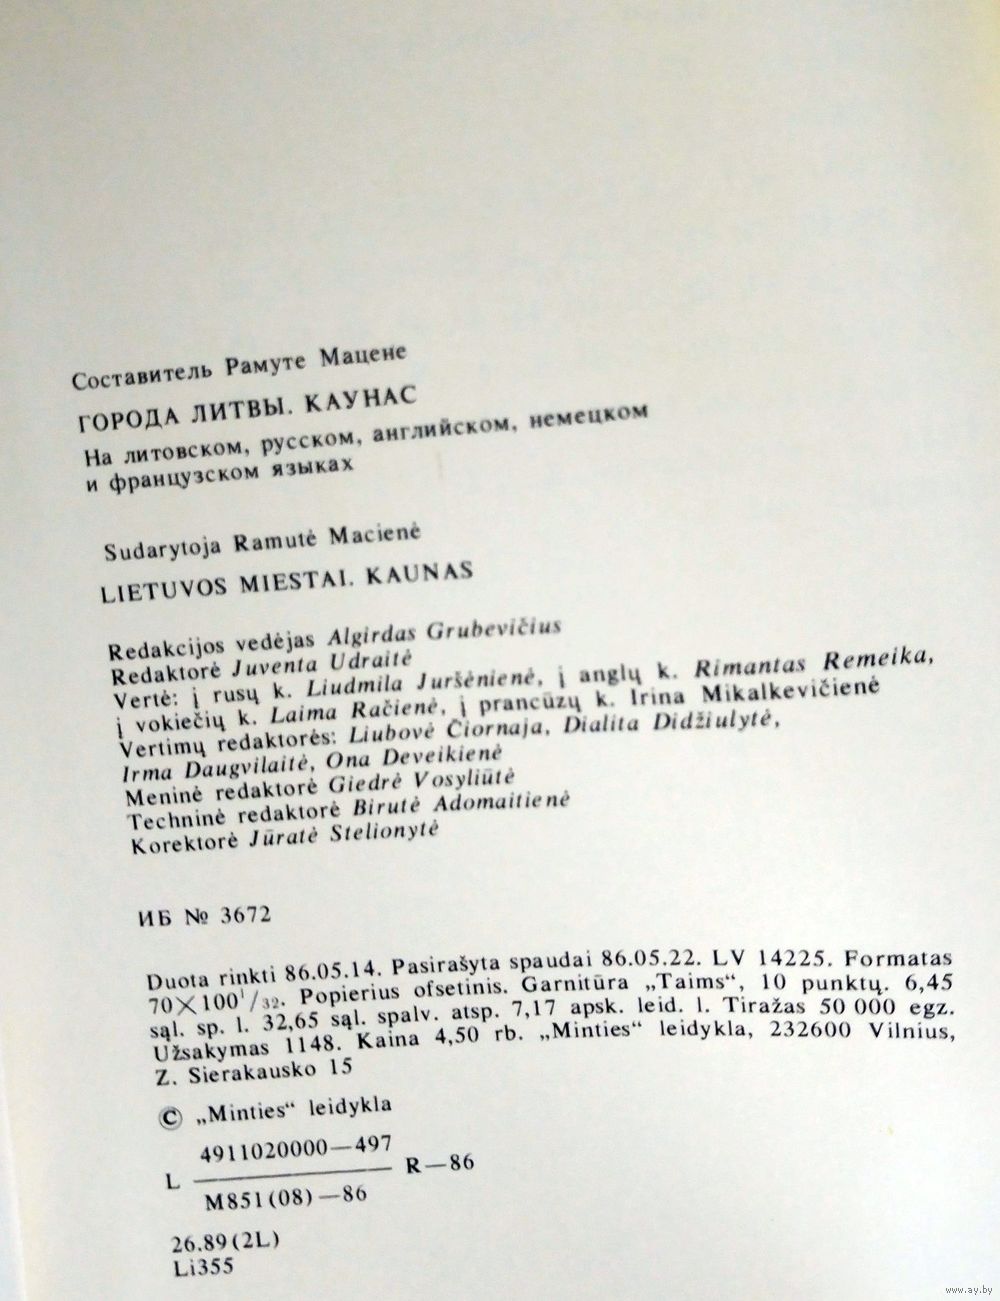 Составитель Рамуте Мацене
ГОРОДА ЛИТВЫ. КАУНАС
На литовском, русском, английском, немецком
и французском языках
Sudarytoja Ramutė Macienė
LIETUVOS MIESTAI. KAUNAS
Redakcijos vedėjas Algirdas Grubevičius
Redaktorė Juventa Udraitė
Vertė: į rusų k. Liudmila Juršėnienė, į anglų k. Rimantas Remeika,
į vokiečių k. Laima Račienė, į prancūzų k. Irina Mikalkevičienė
Vertimų redaktorės: Liubovė Čiornaja, Dialita Didžiulytė,
Irma Daugvilaitė, Ona Deveikienė
Meninė redaktorė Giedrė Vosyliūtė
Techninė redaktorė Birutė Adomaitienė
Korektorė Jūratė Stelionytė
ИБ № 3672
Duota rinkti 86.05.14. Pasirašyta spaudai 86.05.22. LV 14225. Formatas
70×100¹/₃₂. Popierius ofsetinis. Garnitūra „Taims“, 10 punktų. 6,45
sąl. sp. l. 32,65 sąl. spalv. atsp. 7,17 apsk. leid. l. Tiražas 50 000 egz.
Užsakymas 1148. Kaina 4,50 rb. „Minties“ leidykla, 232600 Vilnius,
Z. Sierakausko 15
© „Minties“ leidykla
4911020000—497
L R—86
M851(08)—86
26.89(2L)
Li355
www.ay.by